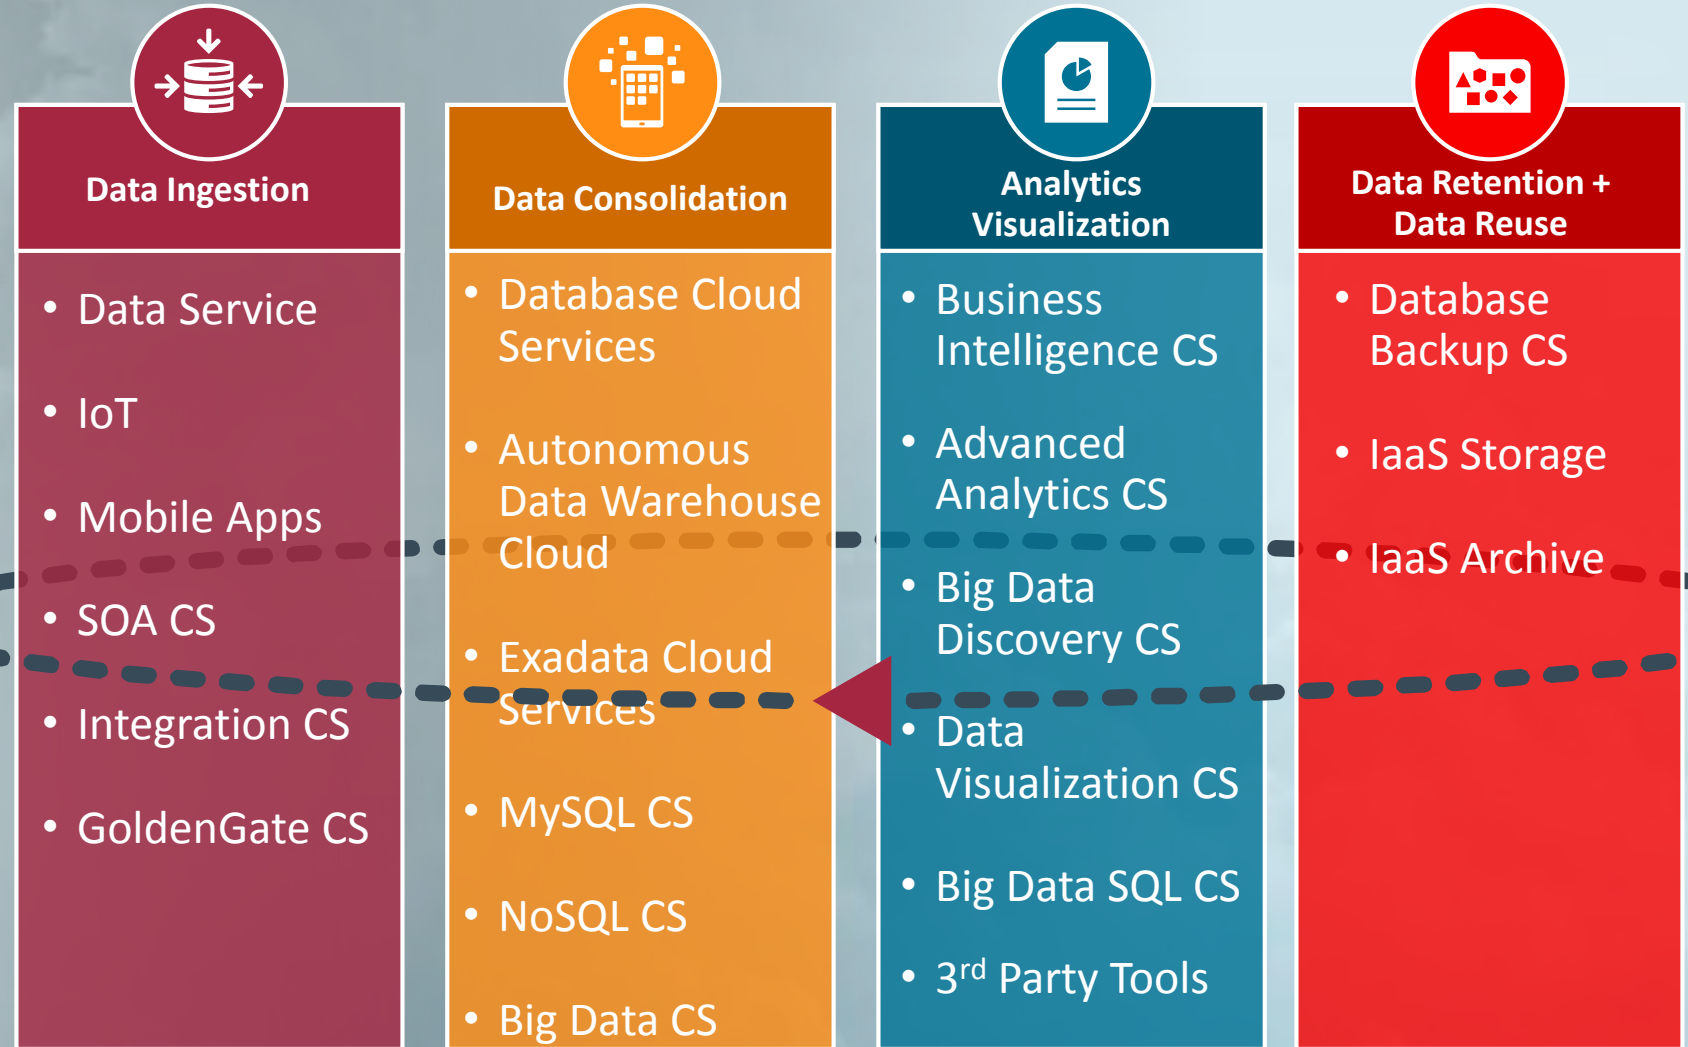 Data Ingestion
• Data Service
• IoT
• Mobile Apps
• SOA CS
• Integration CS
• GoldenGate CS
Data Consolidation
• Database Cloud
Services
• Autonomous
Data Warehouse
Cloud
• Exadata Cloud
Services
• MySQL CS
• NoSQL CS
• Big Data CS
Analytics
Visualization
• Business
Intelligence CS
• Advanced
Analytics CS
• Big Data
Discovery CS
• Data
Visualization CS
• Big Data SQL CS
• 3rd Party Tools
Data Retention +
Data Reuse
• Database
Backup CS
• IaaS Storage
• IaaS Archive